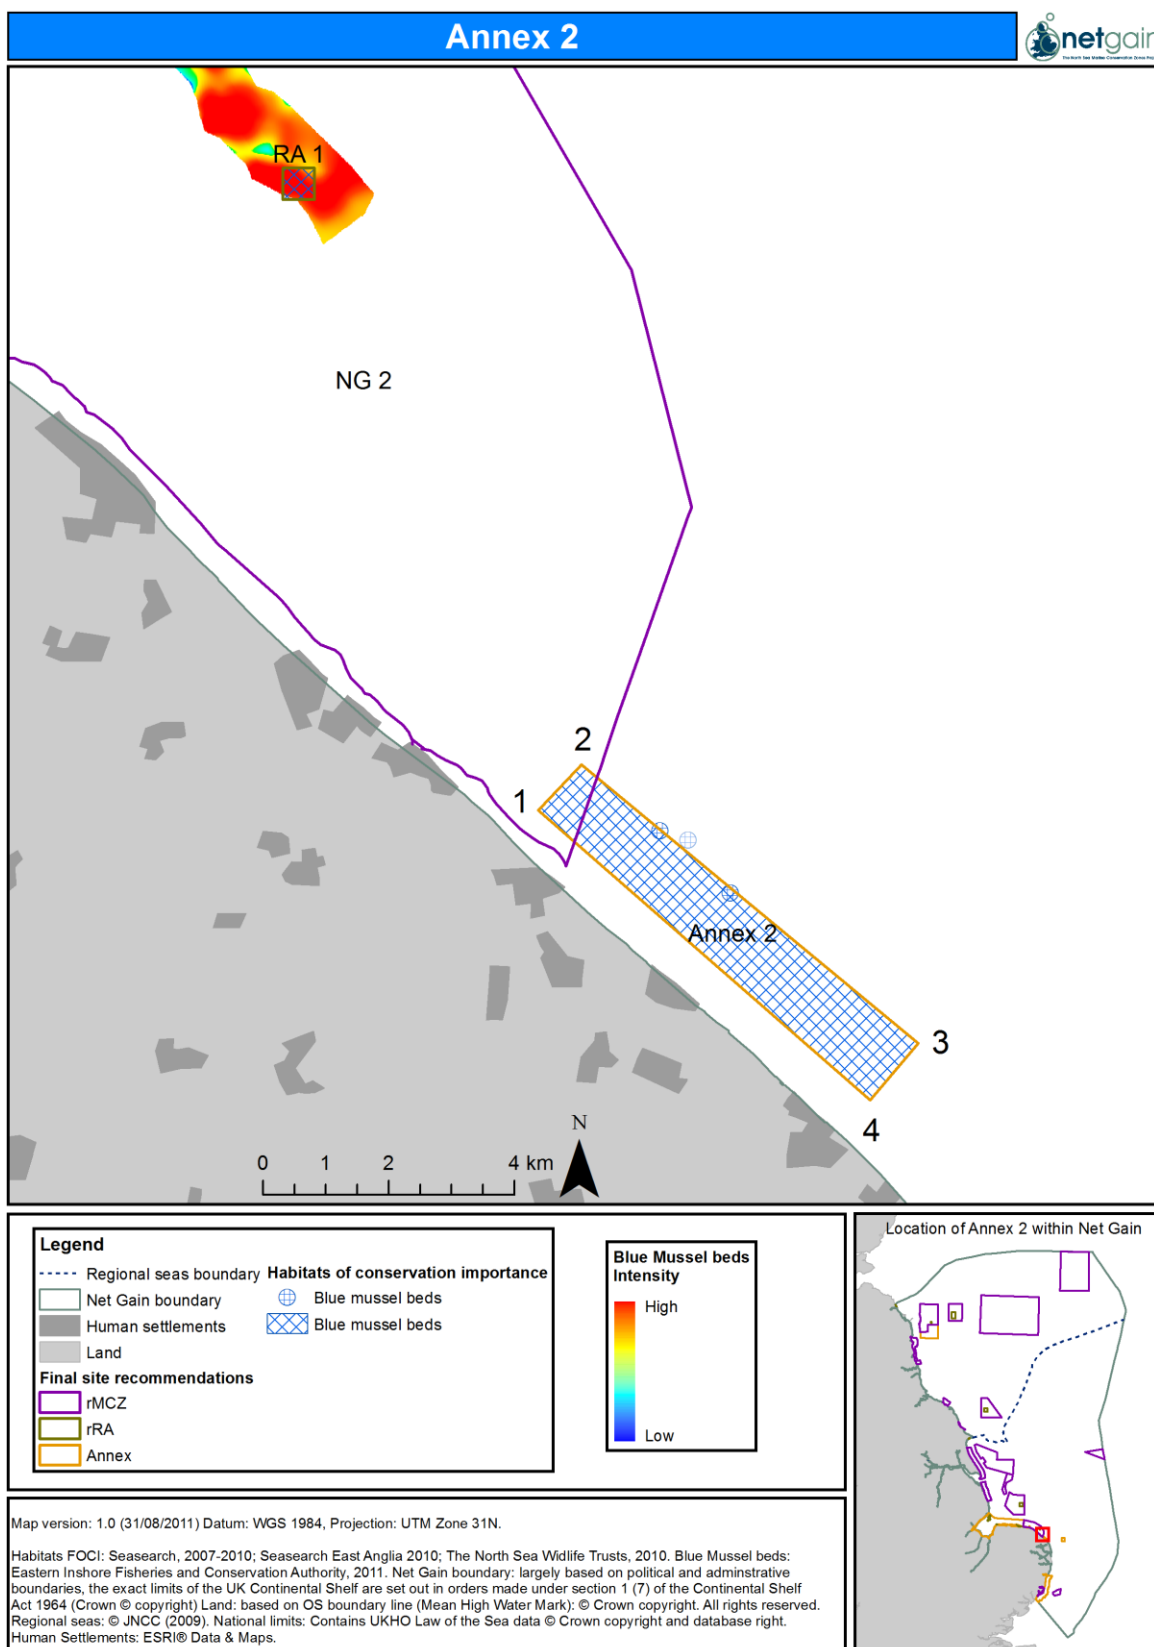 Annex 2
netgain
The North Sea Marine Conservation Zones Proj
RA 1
NG 2
2
1
Annex 2
3
4
N
0 1 2 4 km
Legend
Regional seas boundary
Net Gain boundary
Human settlements
Land
Final site recommendations
rMCZ
rRA
Annex
Habitats of conservation importance
Blue mussel beds
Blue mussel beds
Blue Mussel beds
Intensity
High
Low
Location of Annex 2 within Net Gain
Map version: 1.0 (31/08/2011) Datum: WGS 1984, Projection: UTM Zone 31N.
Habitats FOCI: Seasearch, 2007-2010; Seasearch East Anglia 2010; The North Sea Widlife Trusts, 2010. Blue Mussel beds:
Eastern Inshore Fisheries and Conservation Authority, 2011. Net Gain boundary: largely based on political and adminstrative
boundaries, the exact limits of the UK Continental Shelf are set out in orders made under section 1 (7) of the Continental Shelf
Act 1964 (Crown © copyright) Land: based on OS boundary line (Mean High Water Mark): © Crown copyright. All rights reserved.
Regional seas: © JNCC (2009). National limits: Contains UKHO Law of the Sea data © Crown copyright and database right.
Human Settlements: ESRI® Data & Maps.